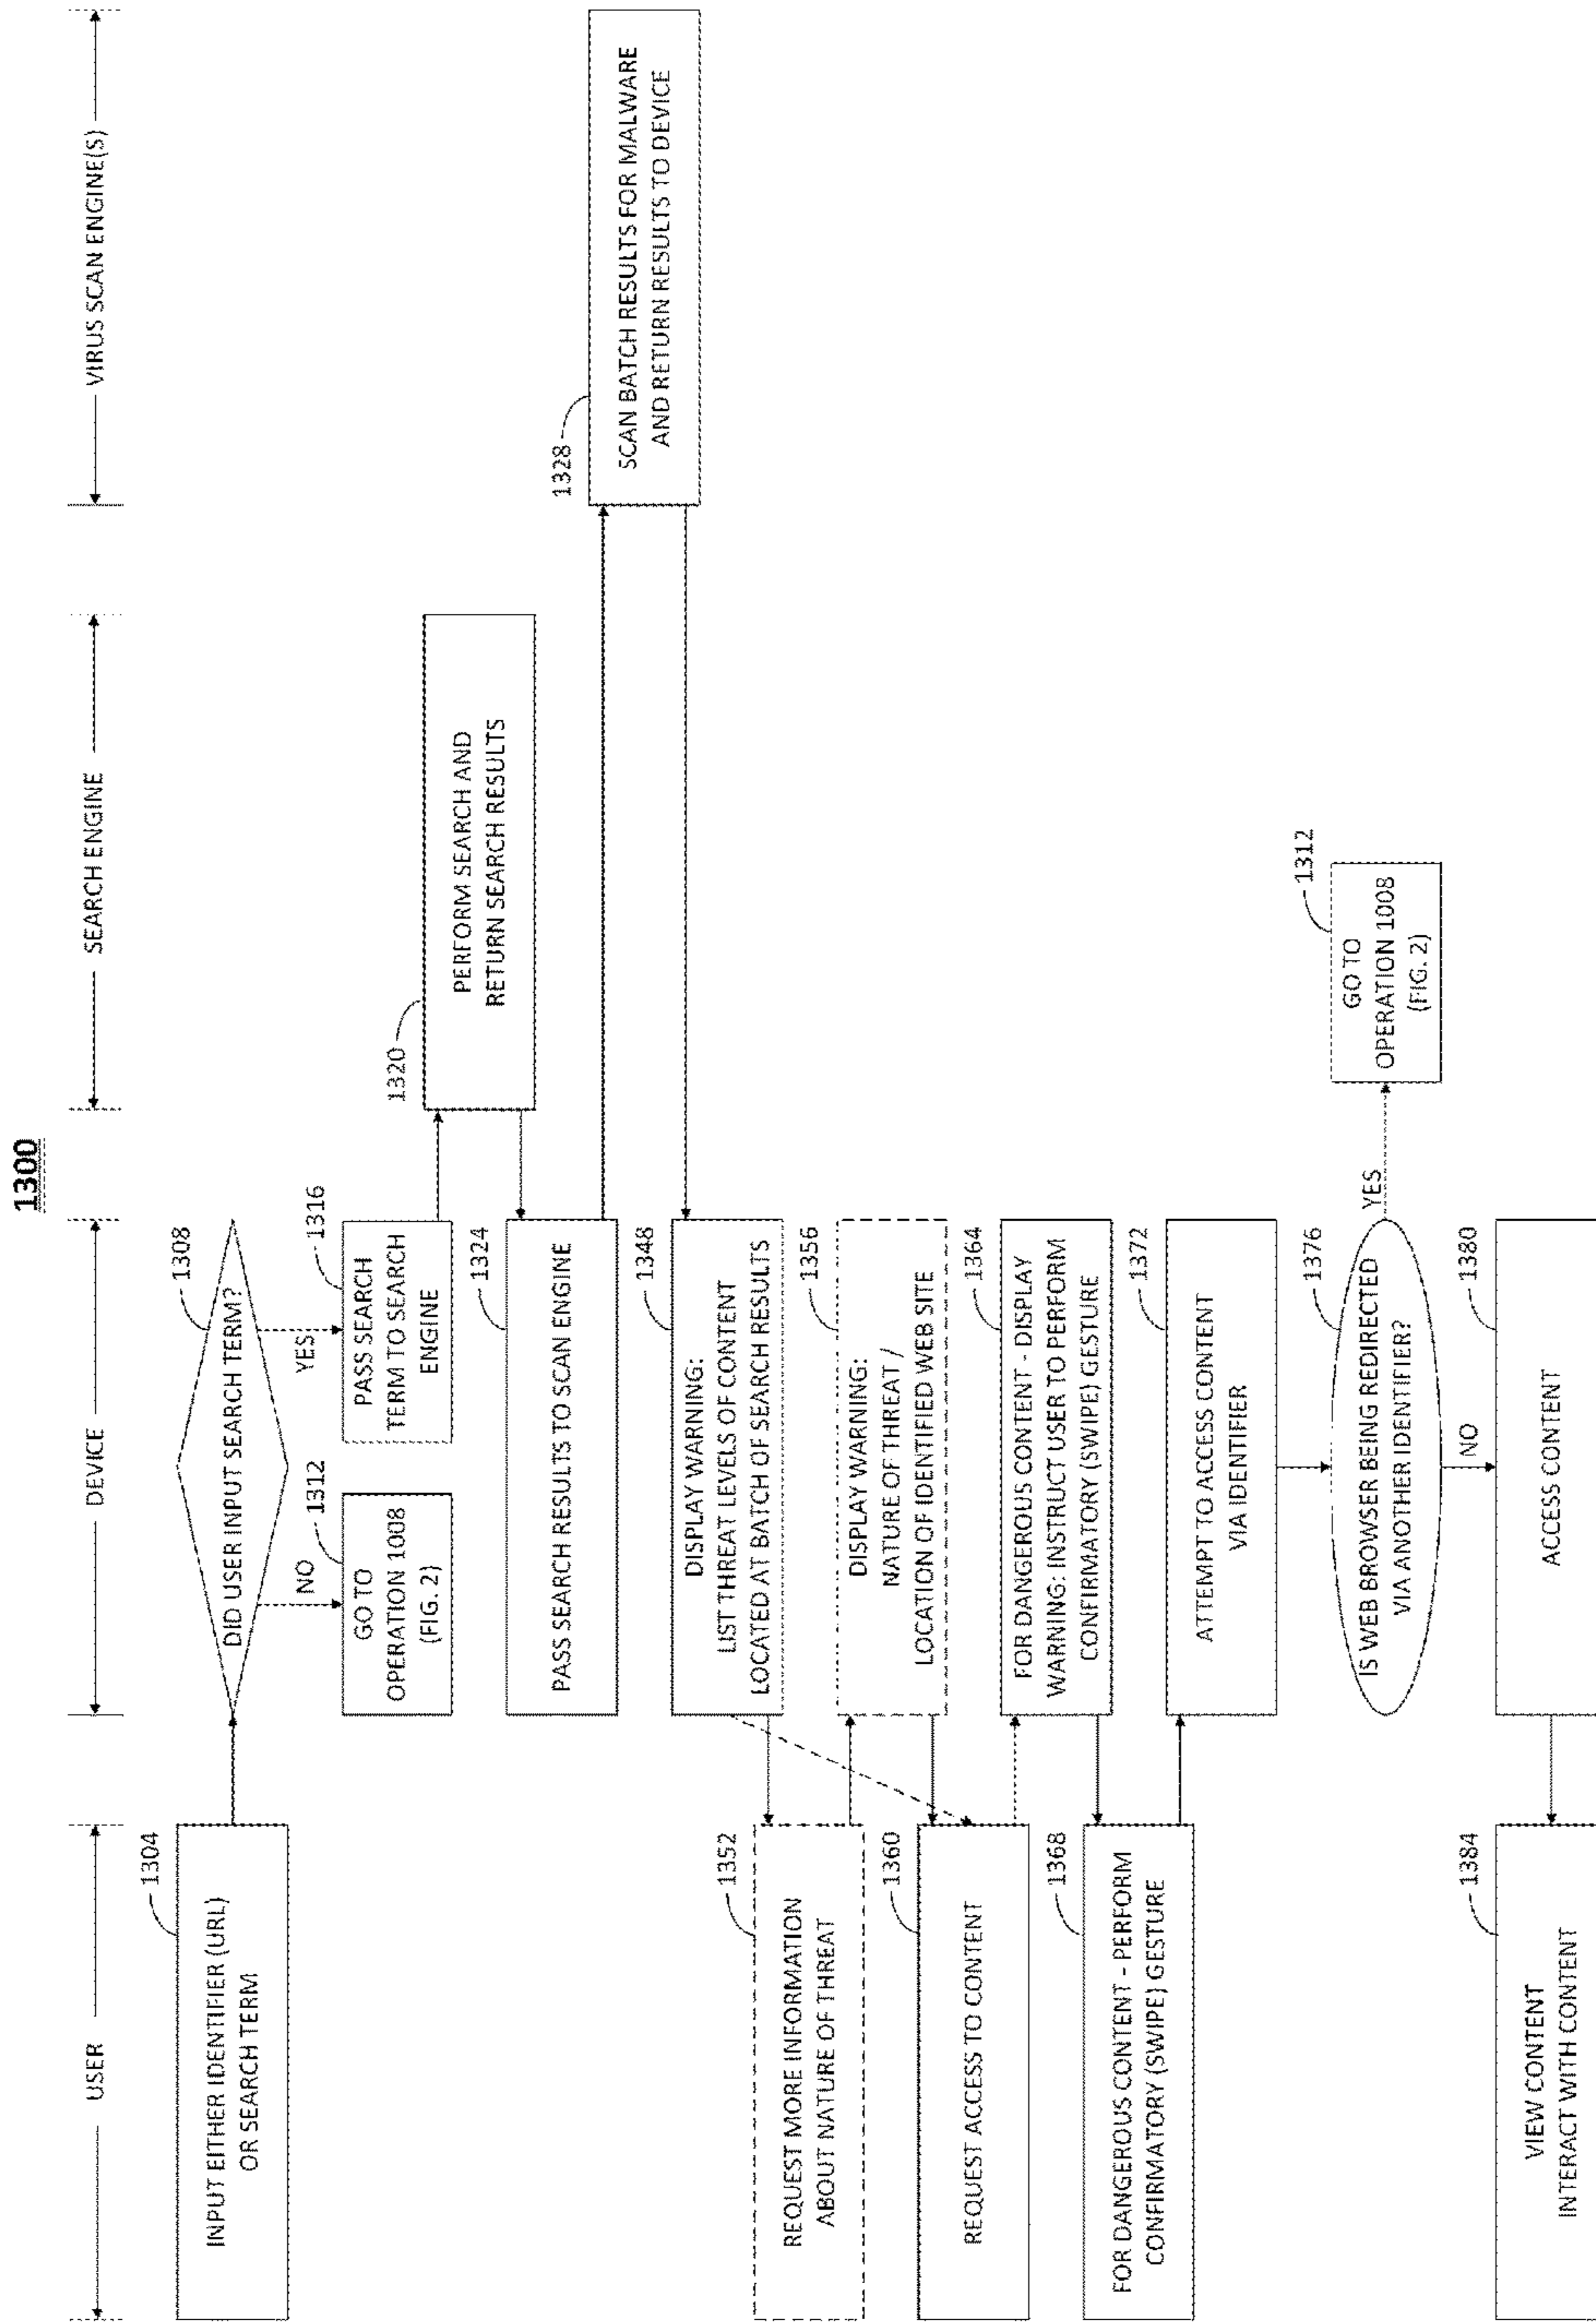 1300
USER
DEVICE
SEARCH ENGINE
VIRUS SCAN ENGINE(S)
1304
INPUT EITHER IDENTIFIER (URL)
OR SEARCH TERM
1308
DID USER INPUT SEARCH TERM?
NO
YES
1312
GO TO
OPERATION 1008
(FIG. 2)
1316
PASS SEARCH
TERM TO SEARCH
ENGINE
1320
PERFORM SEARCH AND
RETURN SEARCH RESULTS
1324
PASS SEARCH RESULTS TO SCAN ENGINE
1328
SCAN BATCH RESULTS FOR MALWARE
AND RETURN RESULTS TO DEVICE
1348
DISPLAY WARNING:
LIST THREAT LEVELS OF CONTENT
LOCATED AT BATCH OF SEARCH RESULTS
1352
REQUEST MORE INFORMATION
ABOUT NATURE OF THREAT
1356
DISPLAY WARNING:
NATURE OF THREAT /
LOCATION OF IDENTIFIED WEB SITE
1360
REQUEST ACCESS TO CONTENT
1364
FOR DANGEROUS CONTENT - DISPLAY
WARNING: INSTRUCT USER TO PERFORM
CONFIRMATORY (SWIPE) GESTURE
1368
FOR DANGEROUS CONTENT - PERFORM
CONFIRMATORY (SWIPE) GESTURE
1372
ATTEMPT TO ACCESS CONTENT
VIA IDENTIFIER
1376
IS WEB BROWSER BEING REDIRECTED
VIA ANOTHER IDENTIFIER?
YES
1312
GO TO
OPERATION 1008
(FIG. 2)
NO
1380
ACCESS CONTENT
1384
VIEW CONTENT
INTERACT WITH CONTENT